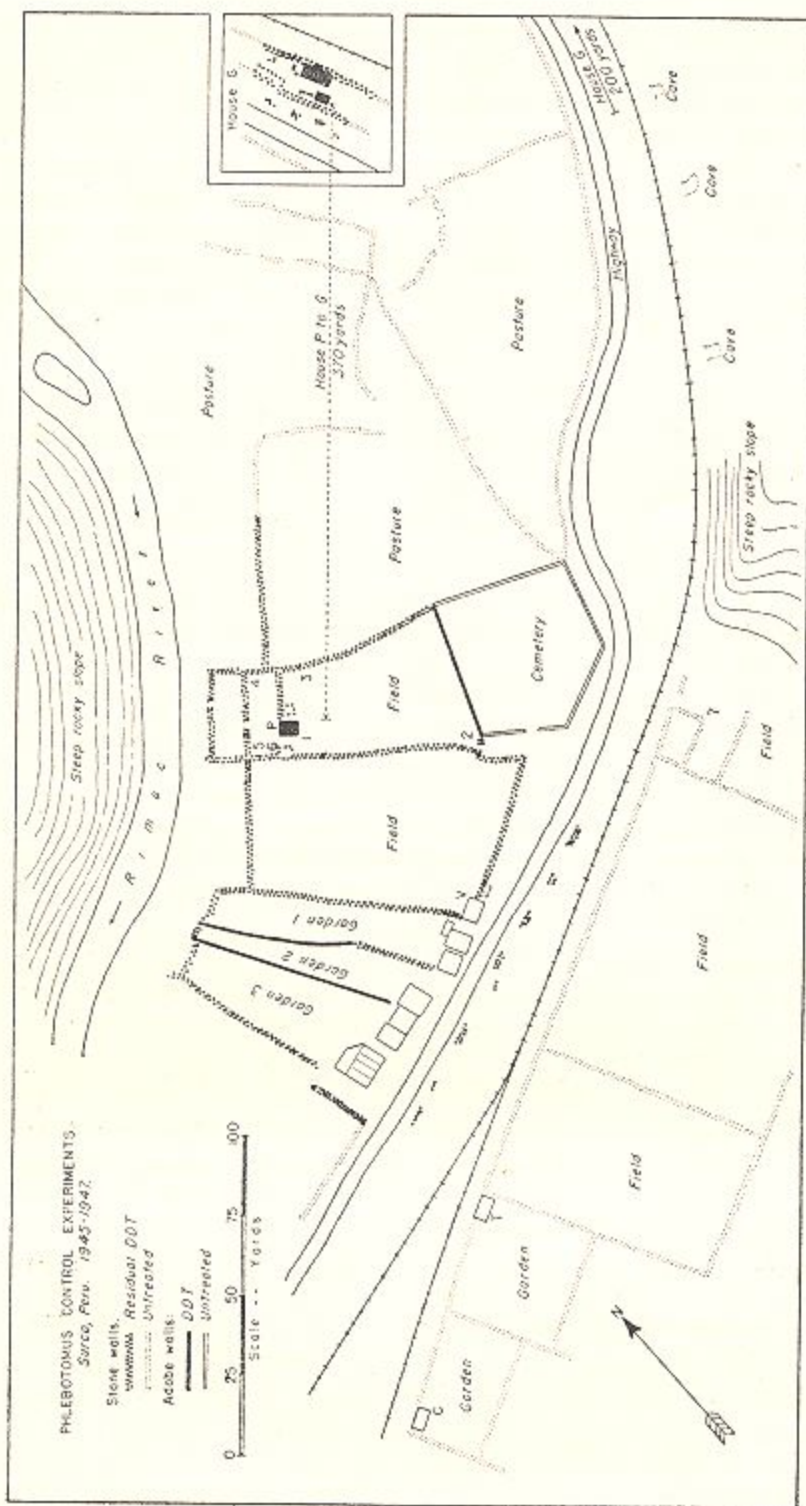 PHLEBOTOMUS CONTROL EXPERIMENTS.
Surco, Peru. 1945-1947.
Stone walls.
Residual DDT
Untreated
Adobe walls:
DDT
Untreated
0 25 50 75 100
Scale -- Yards
Steep rocky slope
Rimac River
Pasture
House G
House P to G
370 yards
Pasture
Pasture
P
1
2
3
4
Field
Field
Garden 1
Garden 2
Garden 3
Cemetery
Highway
House G
200 yards
Cave
Cave
Cave
Steep rocky slope
Field
Field
Field
Garden
Garden
C
T
N